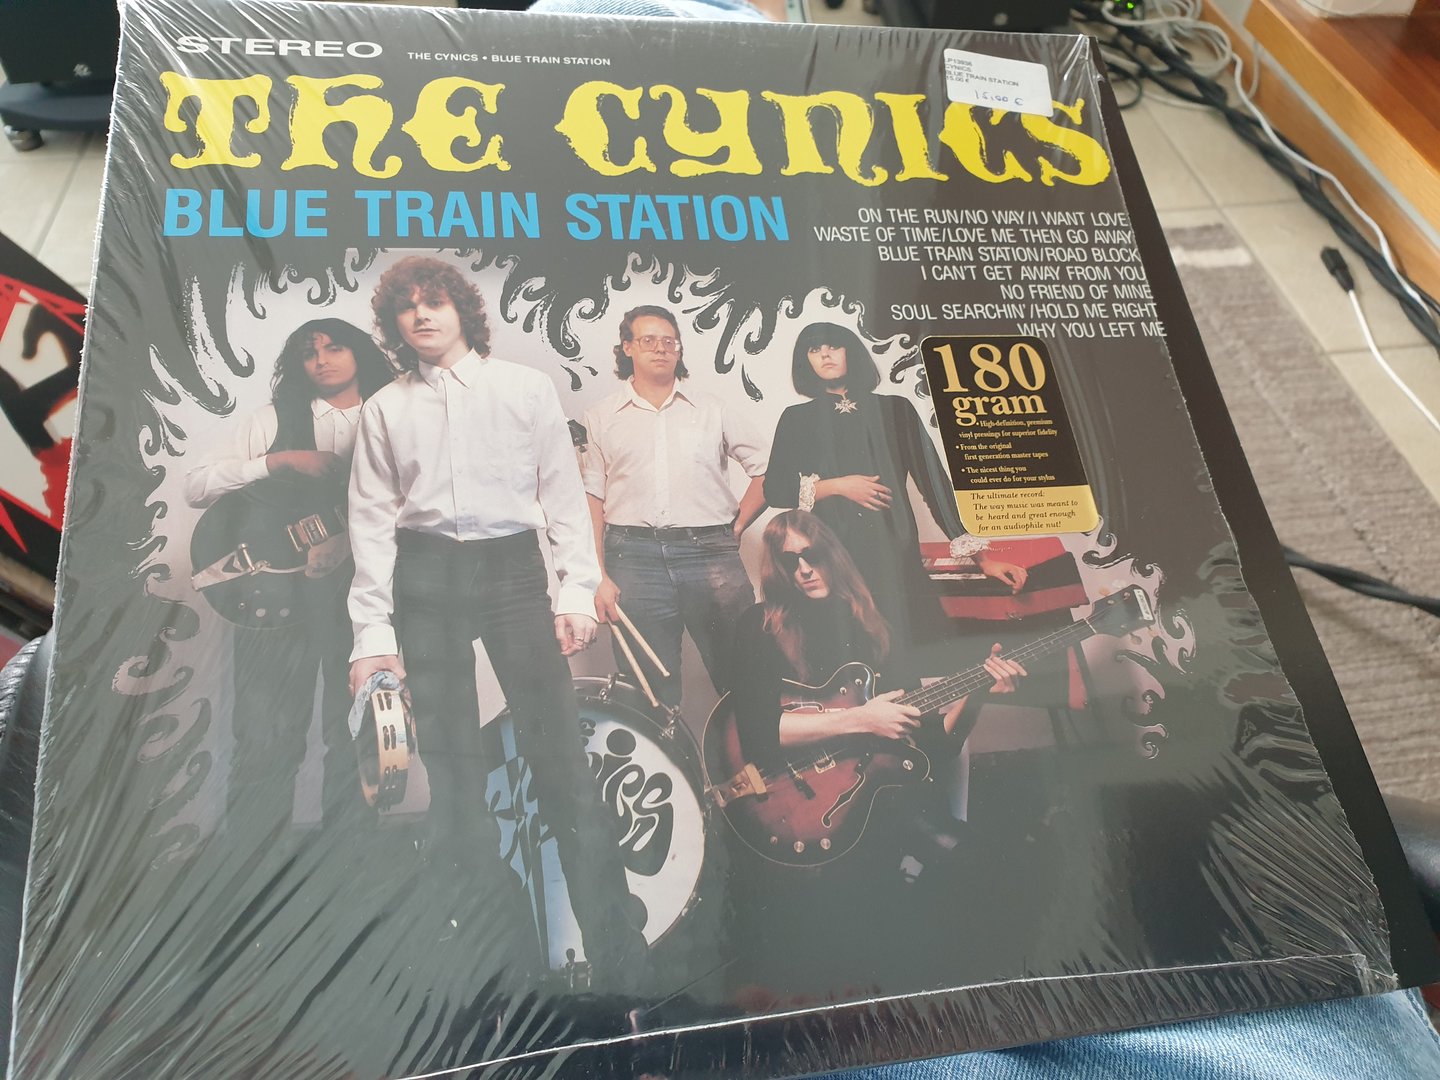 STEREO
THE CYNICS • BLUE TRAIN STATION
LP13936
CYNICS,
BLUE TRAIN STATION
15.00 €
15,00 €
THE CYNICS
BLUE TRAIN STATION
ON THE RUN/NO WAY/I WANT LOVE
WASTE OF TIME/LOVE ME THEN GO AWAY
BLUE TRAIN STATION/ROAD BLOCK
I CAN'T GET AWAY FROM YOU
NO FRIEND OF MINE
SOUL SEARCHIN'/HOLD ME RIGHT
WHY YOU LEFT ME
180
gram
• High-definition, premium
vinyl pressings for superior fidelity
• From the original
first generation master tapes
• The nicest thing you
could ever do for your stylus
The ultimate record:
The way music was meant to
be heard and great enough
for an audiophile nut!